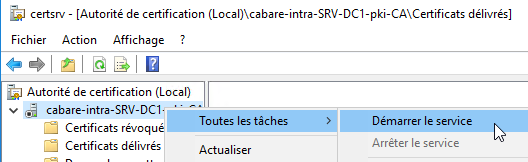 certsrv - [Autorité de certification (Local)\cabare-intra-SRV-DC1-pki-CA\Certificats délivrés]
Fichier Action Affichage ?
Autorité de certification (Local)
cabare-intra-SRV-DC1-pki-CA
Toutes les tâches
Démarrer le service
Certificats révoqué
Arrêter le service
Certificats délivrés
Actualiser